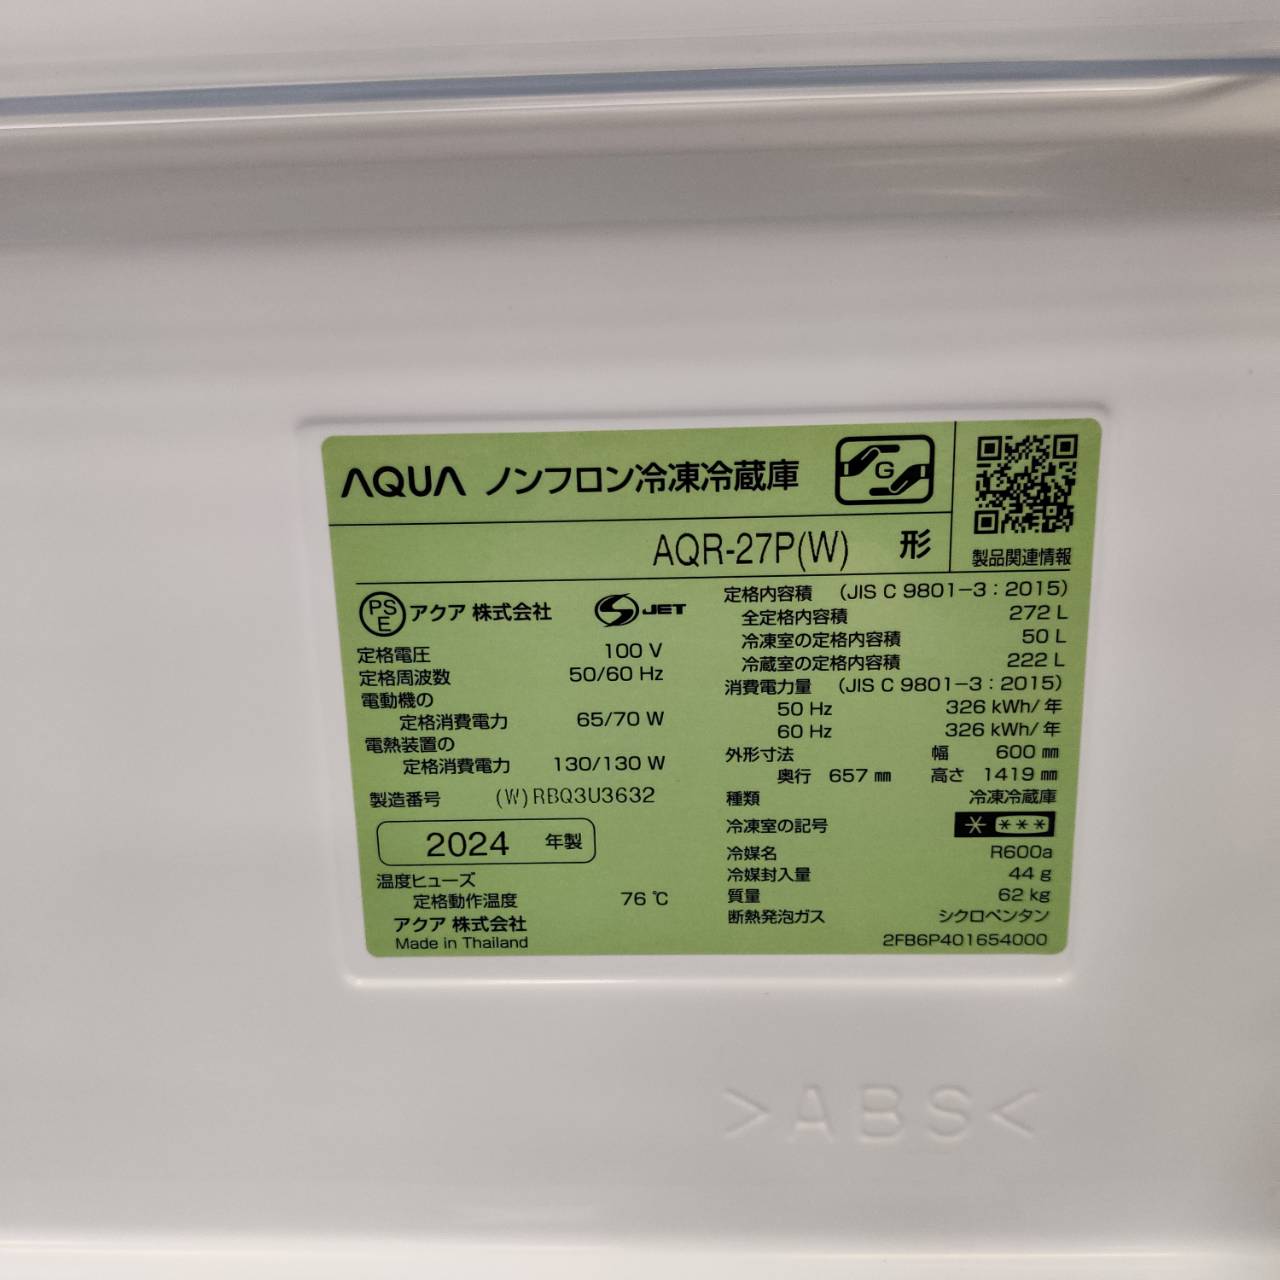 AQUA ノンフロン冷凍冷蔵庫
G
AQR-27P(W) 形
製品関連情報
PS
E
アクア 株式会社
S JET
定格電圧 100 V
定格周波数 50/60 Hz
電動機の
定格消費電力 65/70 W
電熱装置の
定格消費電力 130/130 W
製造番号 (W)RBQ3U3632
2024 年製
温度ヒューズ
定格動作温度 76 ℃
アクア 株式会社
Made in Thailand
定格内容積 (JIS C 9801-3:2015)
全定格内容積 272 L
冷凍室の定格内容積 50 L
冷蔵室の定格内容積 222 L
消費電力量 (JIS C 9801-3:2015)
50 Hz 326 kWh/年
60 Hz 326 kWh/年
外形寸法 幅 600 ㎜
奥行 657 ㎜ 高さ 1419 ㎜
種類 冷凍冷蔵庫
冷凍室の記号 * ***
冷媒名 R600a
冷媒封入量 44 g
質量 62 kg
断熱発泡ガス シクロペンタン
2FB6P401654000
>ABS<